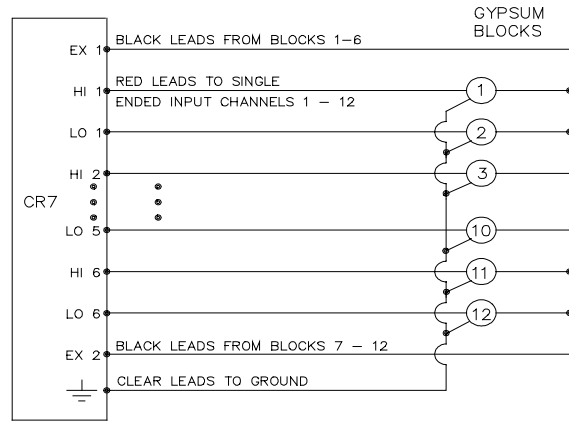 GYPSUM
BLOCKS
EX 1
BLACK LEADS FROM BLOCKS 1-6
HI 1
RED LEADS TO SINGLE
ENDED INPUT CHANNELS 1 - 12
1
LO 1
2
HI 2
3
CR7
LO 5
10
HI 6
11
LO 6
12
EX 2
BLACK LEADS FROM BLOCKS 7 - 12
CLEAR LEADS TO GROUND